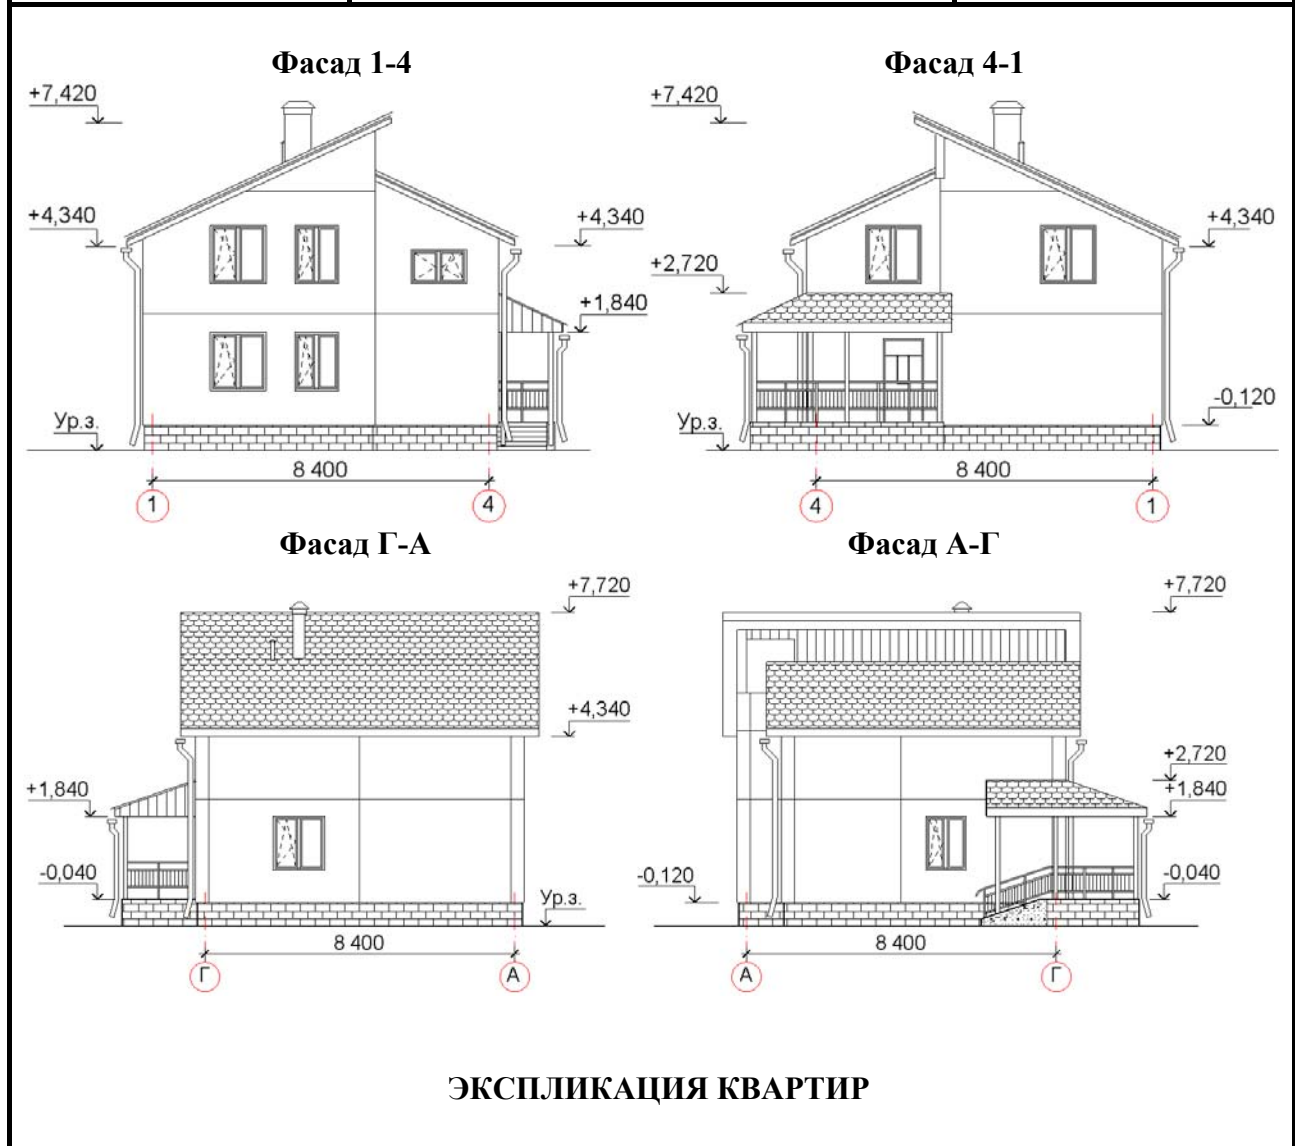 Фасад 1-4
Фасад 4-1
+7,420
+7,420
+4,340
+4,340
+4,340
+2,720
+1,840
-0,120
Ур.з.
Ур.з.
8 400
8 400
1
4
4
1
Фасад Г-А
Фасад А-Г
+7,720
+7,720
+4,340
+2,720
+1,840
+1,840
-0,040
-0,120
-0,040
Ур.з.
8 400
8 400
Г
А
А
Г
ЭКСПЛИКАЦИЯ КВАРТИР